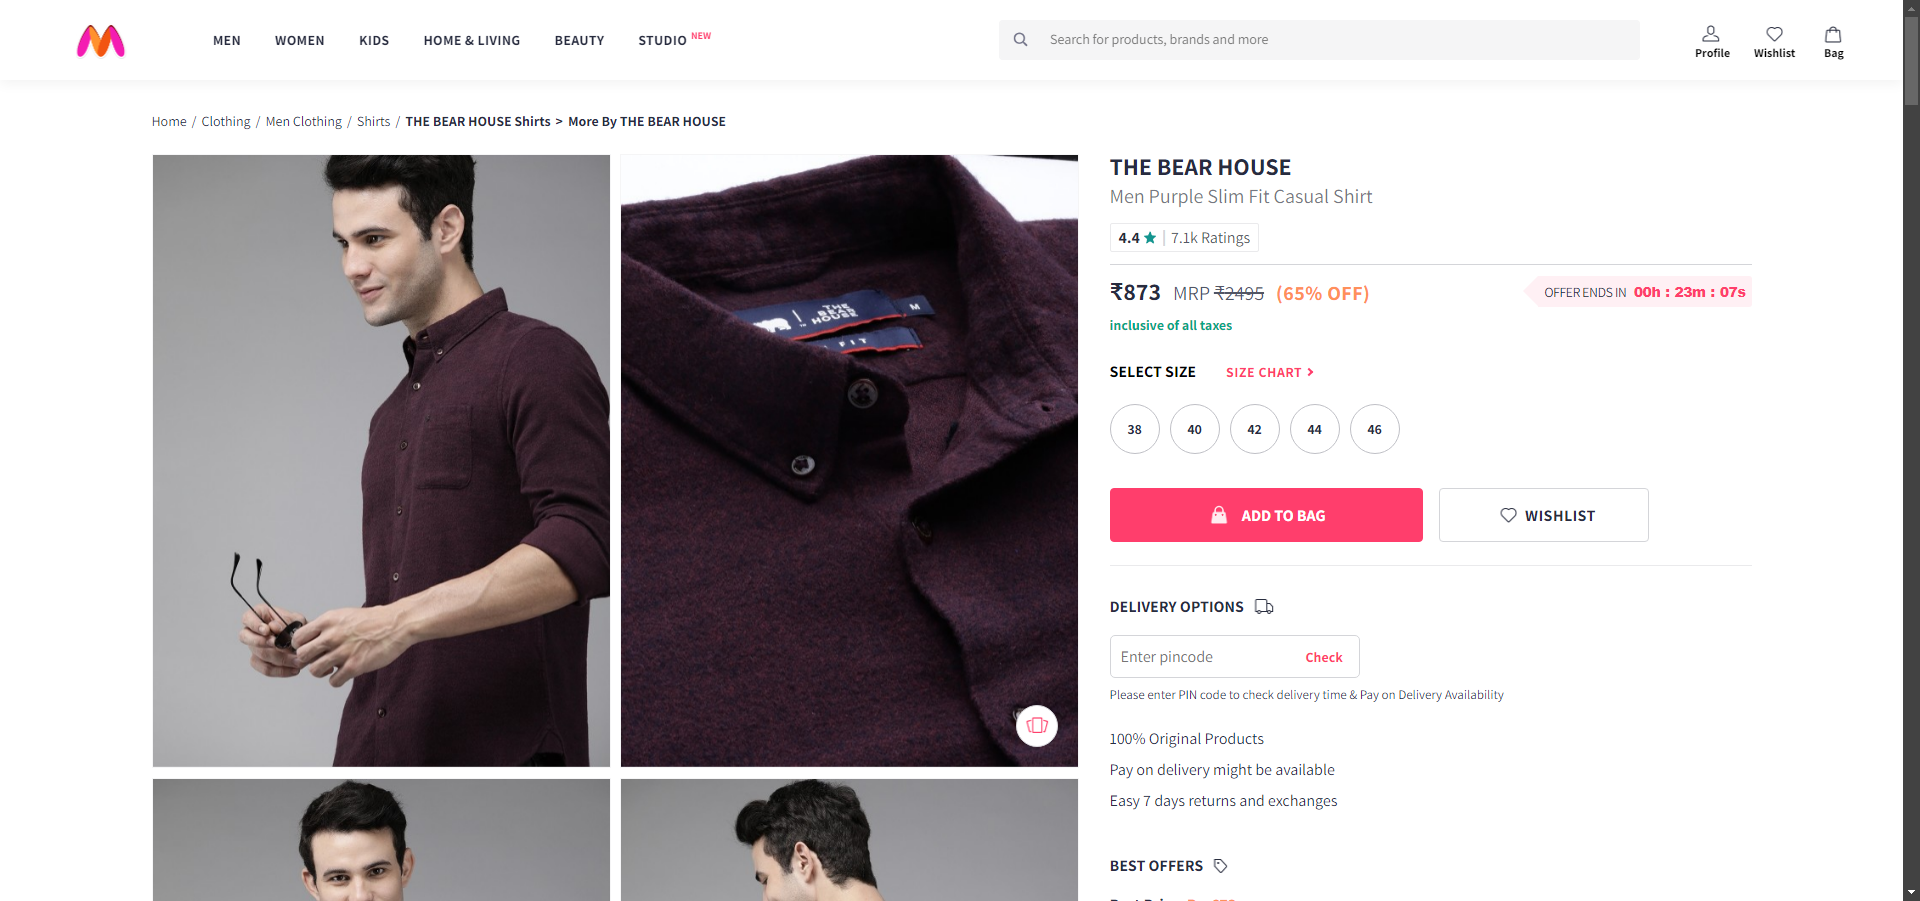 MEN WOMEN KIDS HOME & LIVING BEAUTY STUDIO NEW
Search for products, brands and more
Profile Wishlist Bag
Home / Clothing / Men Clothing / Shirts / THE BEAR HOUSE Shirts > More By THE BEAR HOUSE
THE
BEAR
HOUSE
M
FIT
THE BEAR HOUSE
Men Purple Slim Fit Casual Shirt
4.4 ★ | 7.1k Ratings
₹873 MRP ₹2495 (65% OFF)
OFFER ENDS IN 00h : 23m : 07s
inclusive of all taxes
SELECT SIZE SIZE CHART >
38 40 42 44 46
ADD TO BAG
WISHLIST
DELIVERY OPTIONS
Enter pincode Check
Please enter PIN code to check delivery time & Pay on Delivery Availability
100% Original Products
Pay on delivery might be available
Easy 7 days returns and exchanges
BEST OFFERS